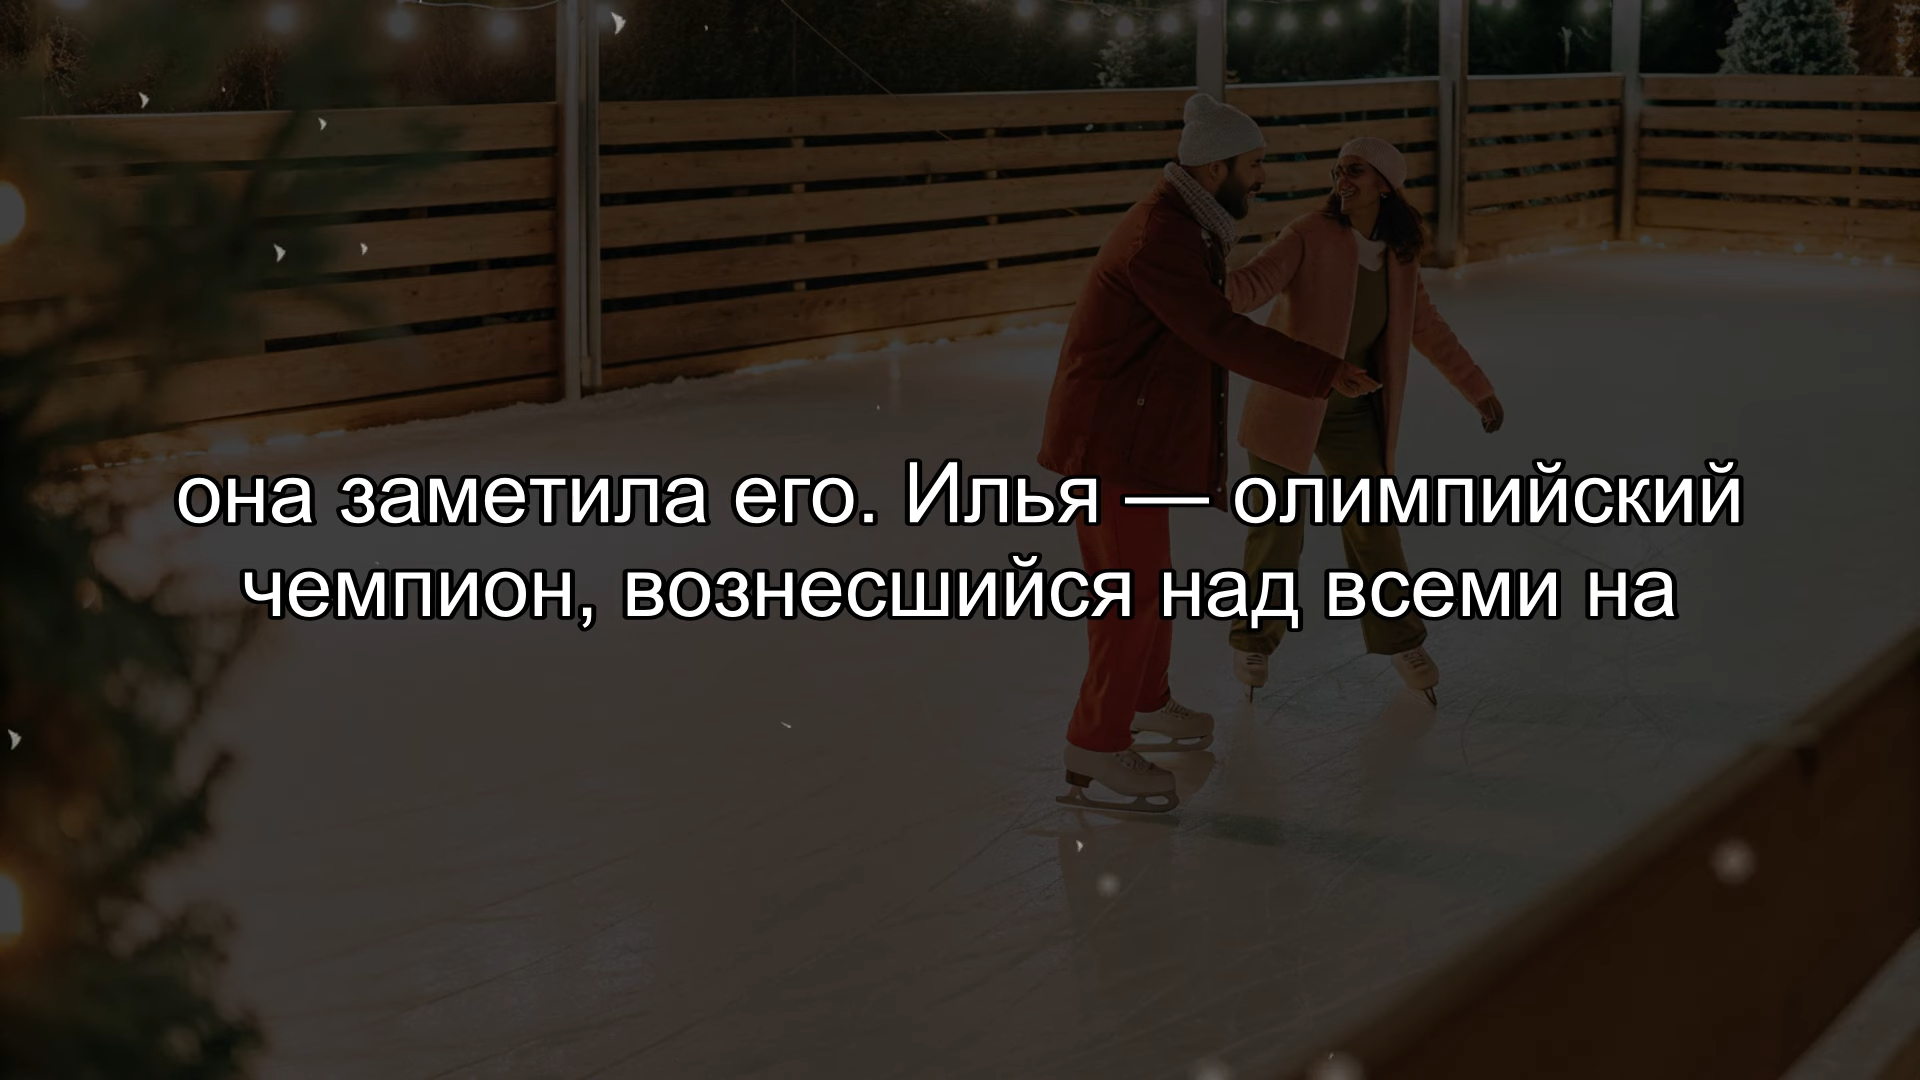 она заметила его. Илья — олимпийский
чемпион, вознесшийся над всеми на